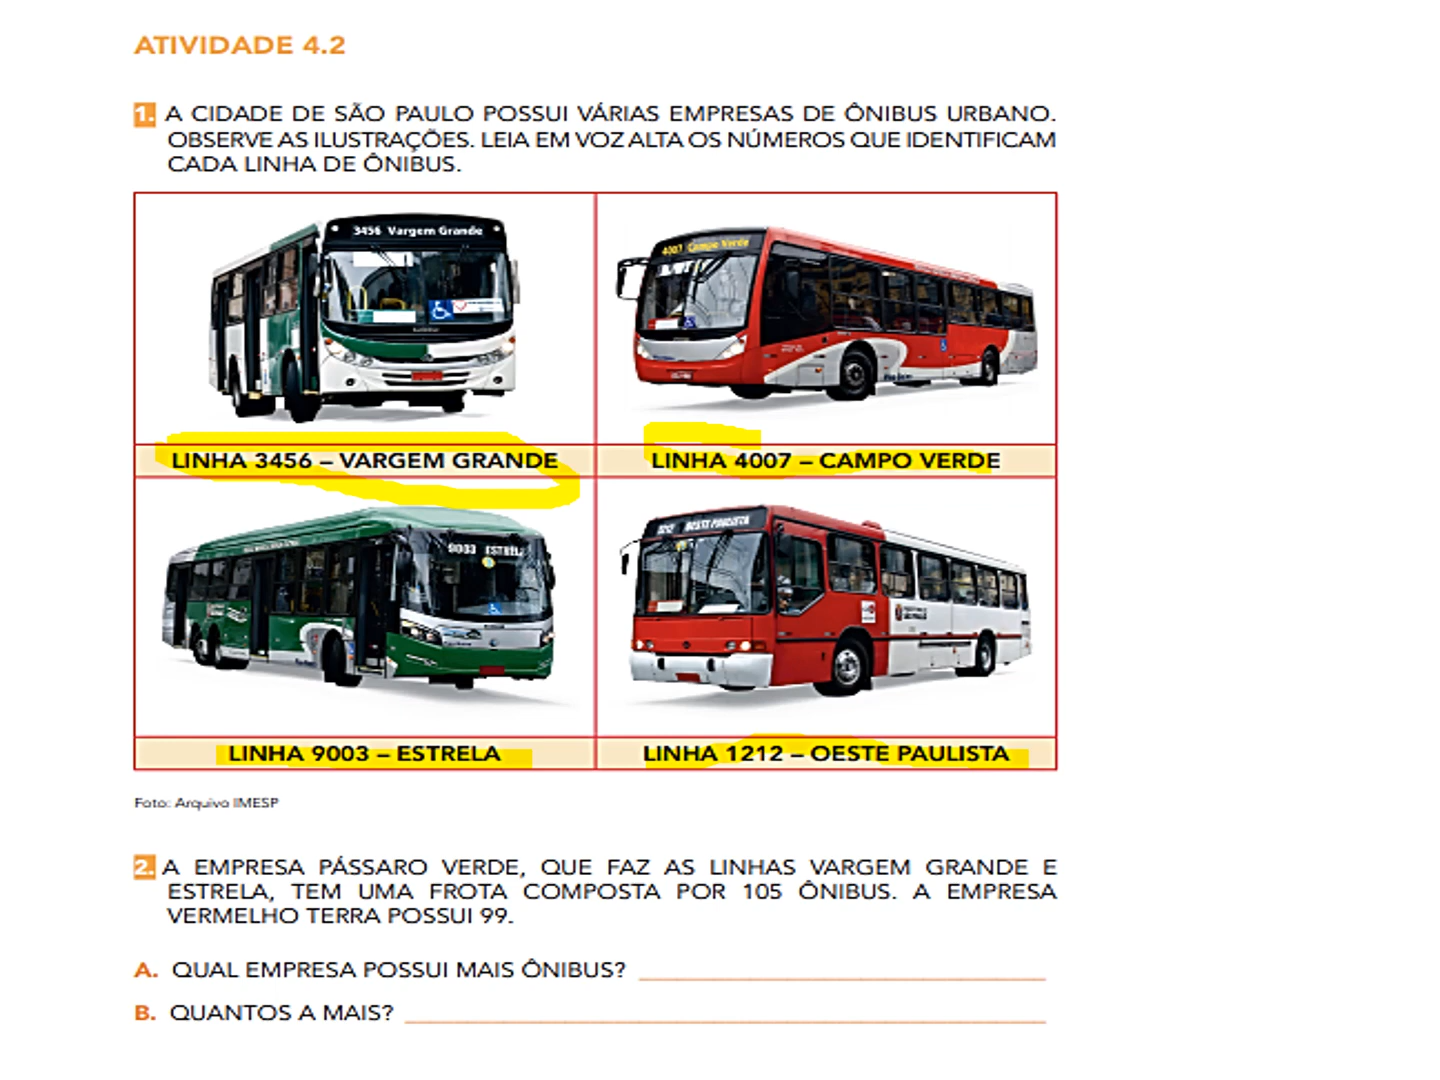 ATIVIDADE 4.2
1. A CIDADE DE SÃO PAULO POSSUI VÁRIAS EMPRESAS DE ÔNIBUS URBANO.
OBSERVE AS ILUSTRAÇÕES. LEIA EM VOZ ALTA OS NÚMEROS QUE IDENTIFICAM
CADA LINHA DE ÔNIBUS.
3456 Vargem Grande
4007 Campo Verde
LINHA 3456 – VARGEM GRANDE
LINHA 4007 – CAMPO VERDE
9003 ESTRELA
1212 OESTE PAULISTA
LINHA 9003 – ESTRELA
LINHA 1212 – OESTE PAULISTA
Foto: Arquivo IMESP
2. A EMPRESA PÁSSARO VERDE, QUE FAZ AS LINHAS VARGEM GRANDE E
ESTRELA, TEM UMA FROTA COMPOSTA POR 105 ÔNIBUS. A EMPRESA
VERMELHO TERRA POSSUI 99.
A. QUAL EMPRESA POSSUI MAIS ÔNIBUS?
B. QUANTOS A MAIS?